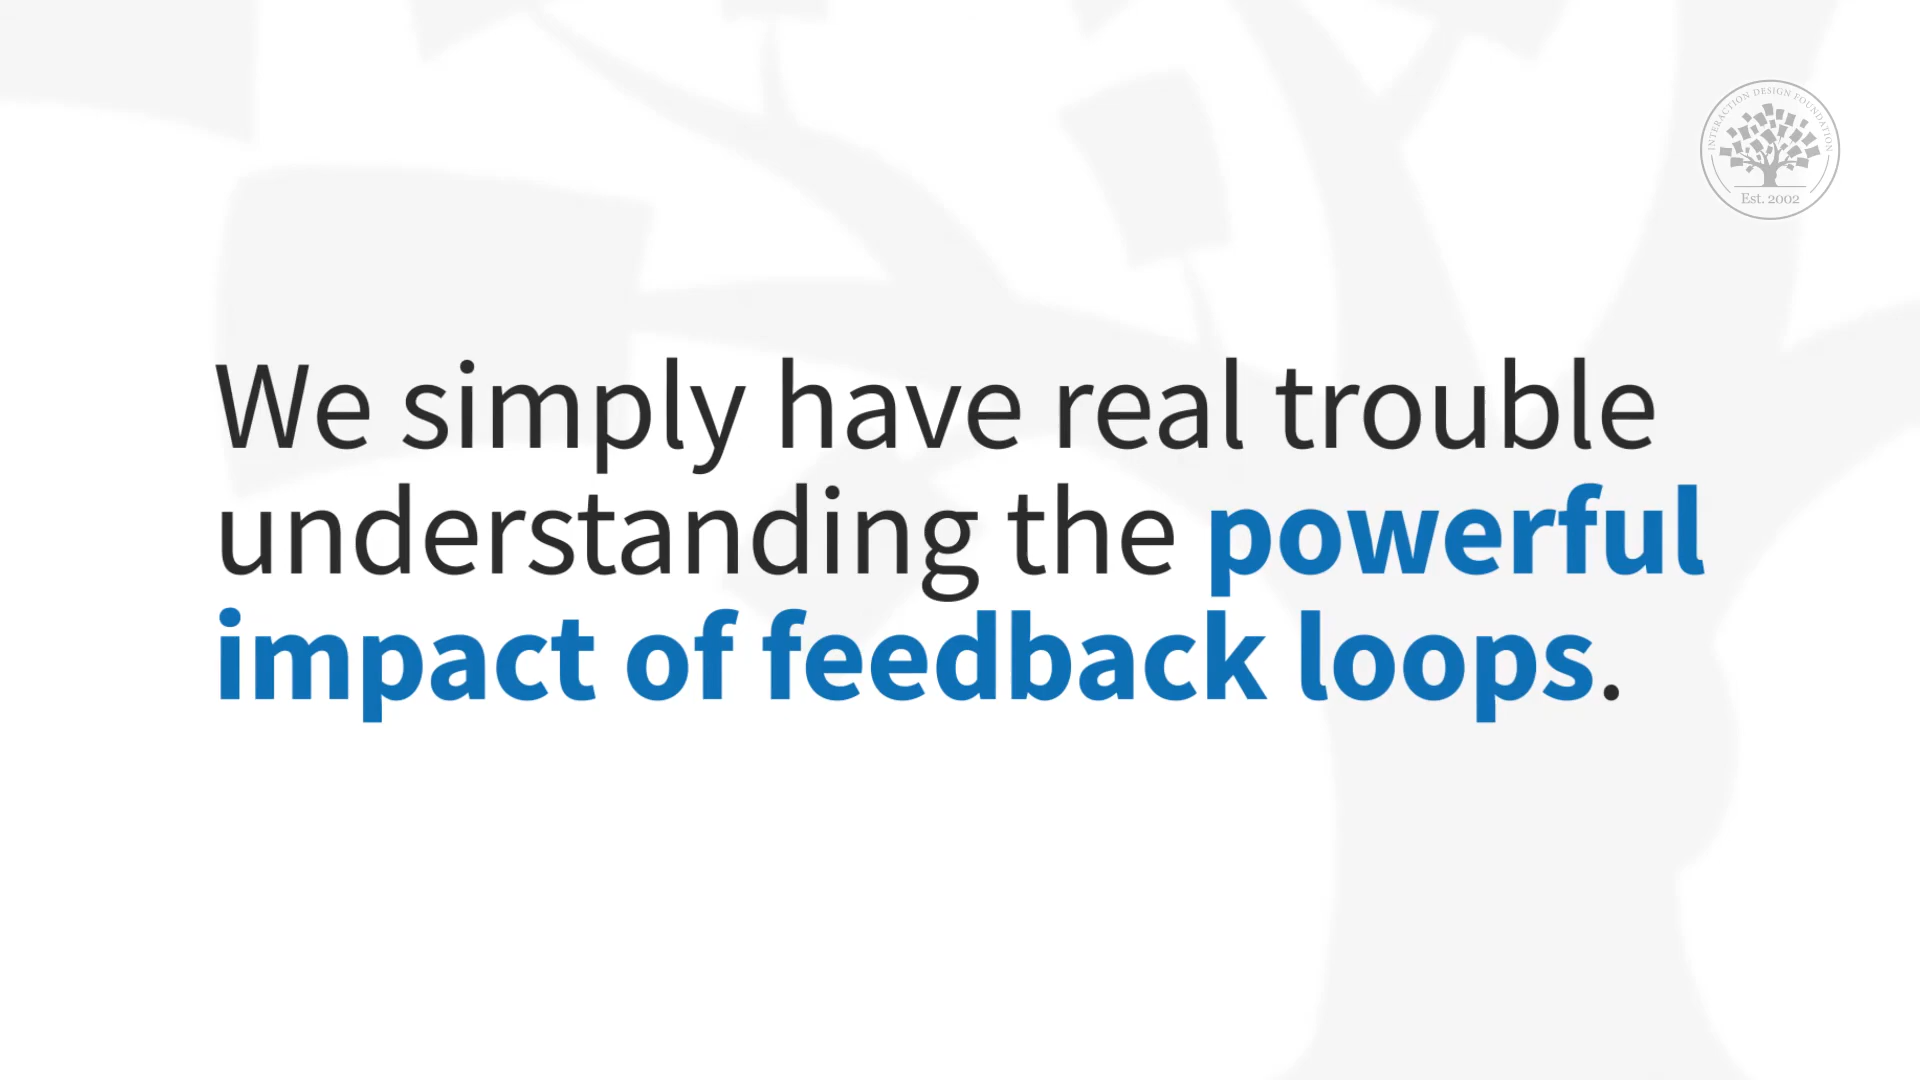 INTERACTION DESIGN FOUNDATION
Est. 2002
We simply have real trouble
understanding the powerful
impact of feedback loops.